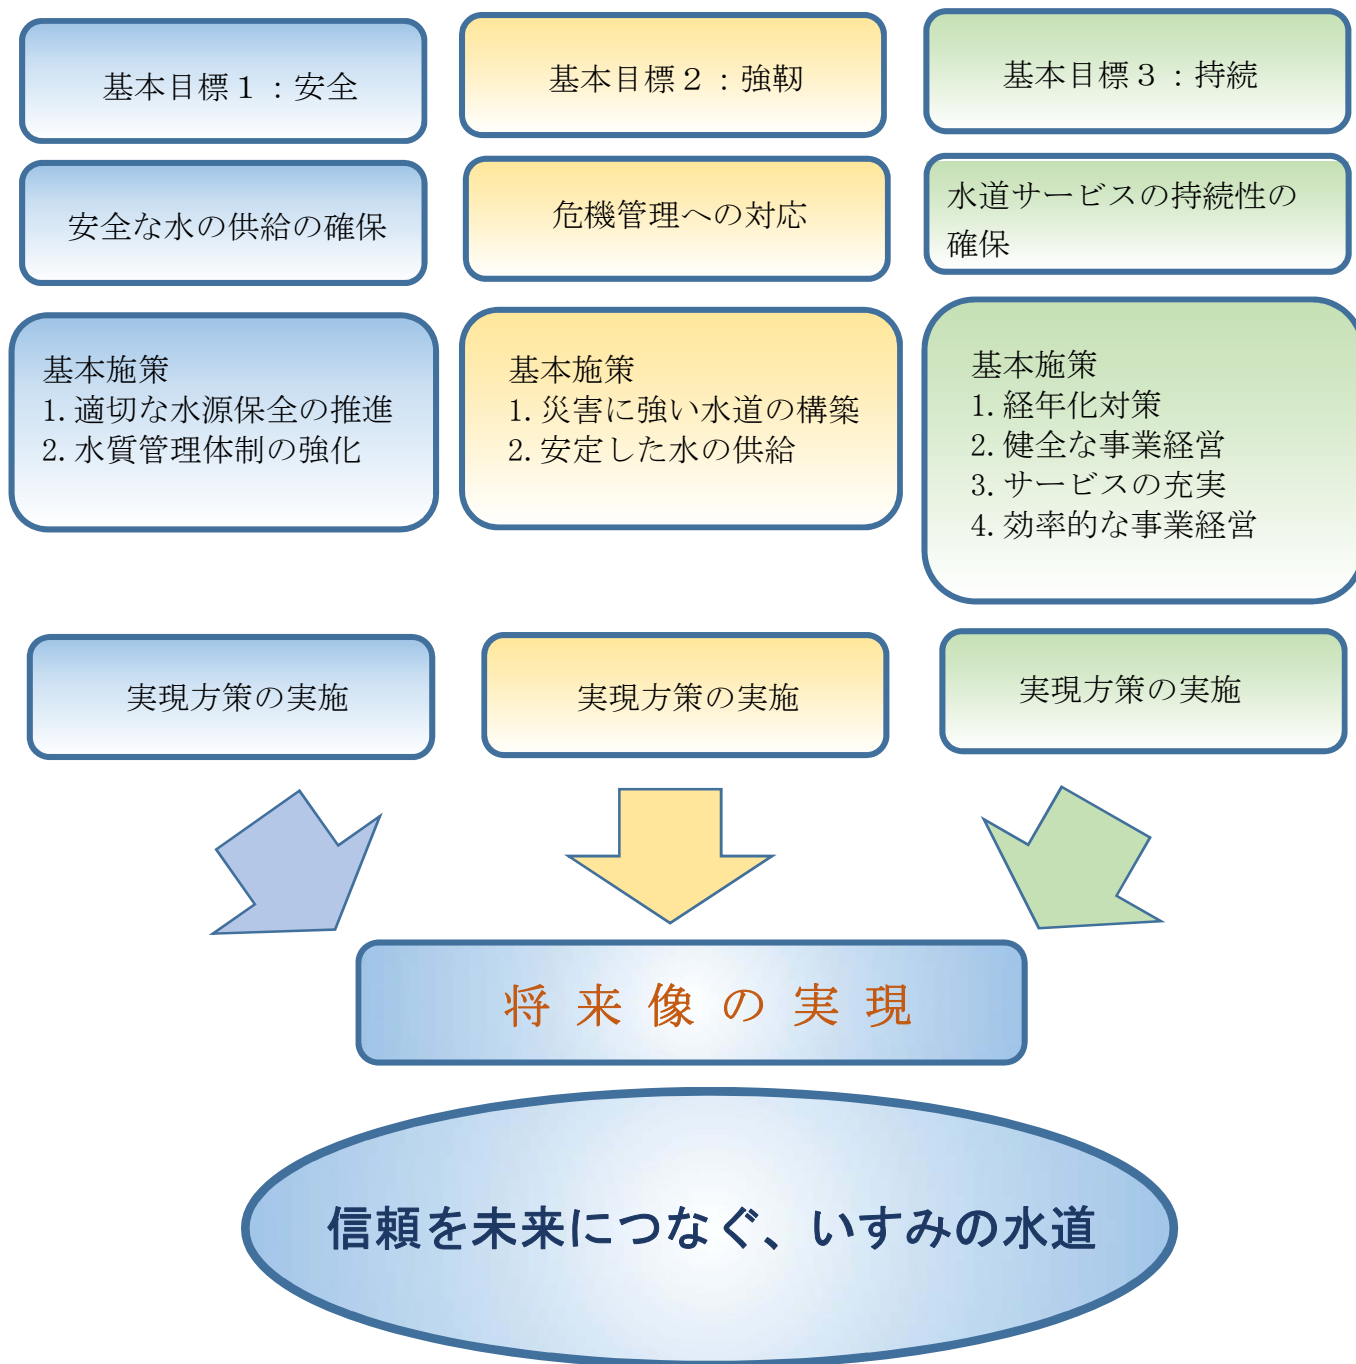 基本目標１：安全
基本目標２：強靭
基本目標３：持続
安全な水の供給の確保
危機管理への対応
水道サービスの持続性の
確保
基本施策
1.適切な水源保全の推進
2.水質管理体制の強化
基本施策
1.災害に強い水道の構築
2.安定した水の供給
基本施策
1.経年化対策
2.健全な事業経営
3.サービスの充実
4.効率的な事業経営
実現方策の実施
実現方策の実施
実現方策の実施
将来像の実現
信頼を未来につなぐ、いすみの水道